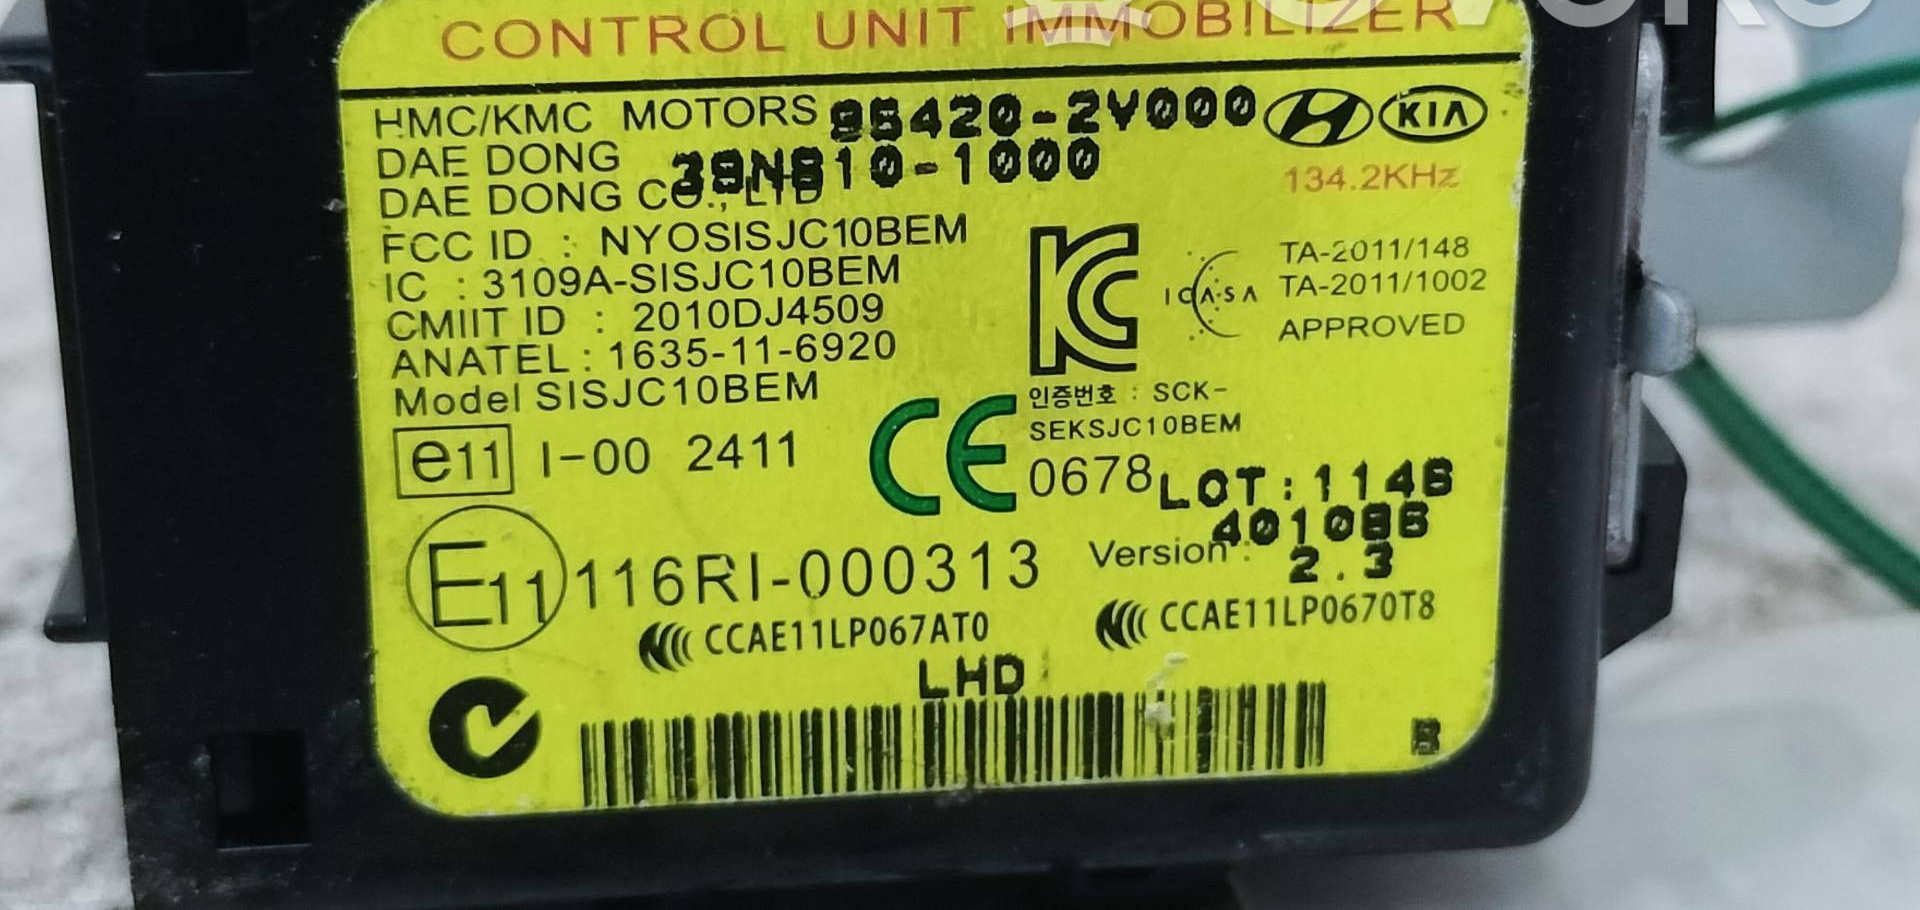 CONTROL UNIT IMMOBILIZER
HMC/KMC MOTORS 95420-2V000 KIA
DAE DONG 39N810-1000
134.2KHz
DAE DONG CO., LTD
FCC ID : NYOSISJC10BEM
IC : 3109A-SISJC10BEM
CMIIT ID : 2010DJ4509
ANATEL : 1635-11-6920
Model SISJC10BEM
ICASA
TA-2011/148
TA-2011/1002
APPROVED
인증번호 : SCK-
SEKSJC10BEM
e11 I-00 2411
CE 0678
LOT:1146
401086
E11 116RI-000313
Version : 2.3
CCAE11LP067AT0
CCAE11LP0670T8
LHD
B